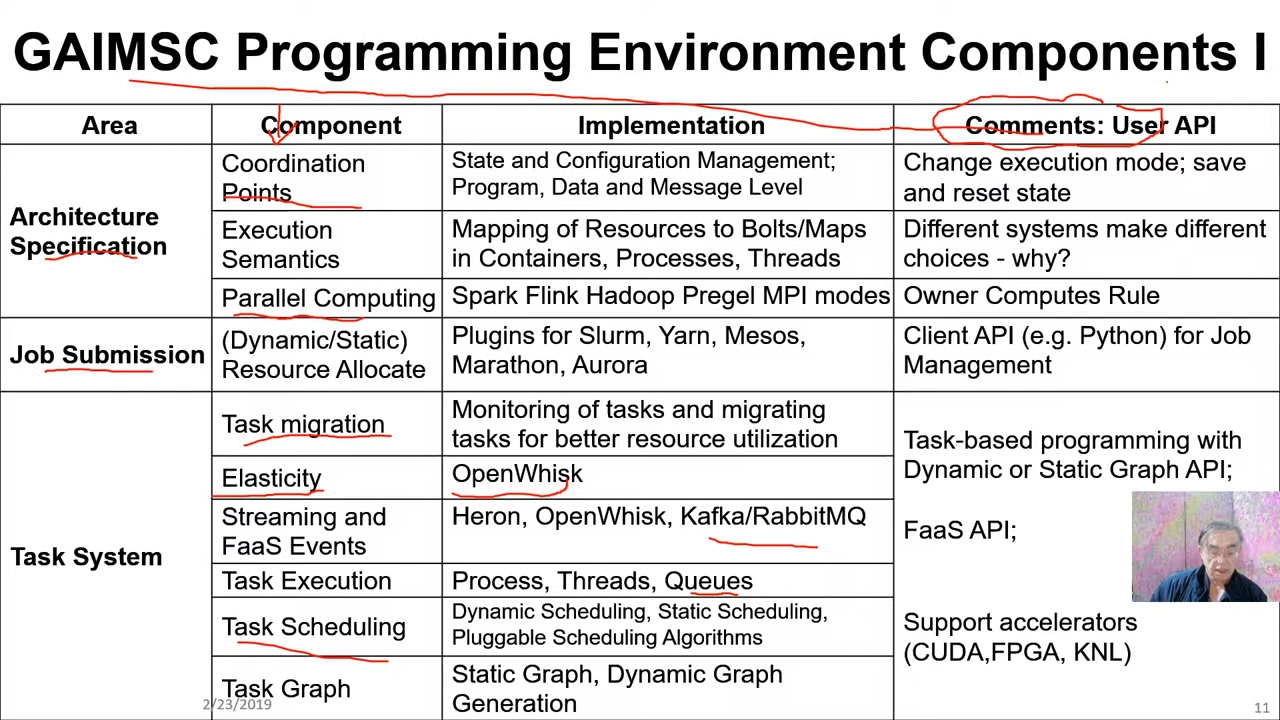 GAIMSC Programming Environment Components I
Area
Component
Implementation
Comments: User API
Architecture
Specification
Coordination
Points
State and Configuration Management;
Program, Data and Message Level
Change execution mode; save
and reset state
Execution
Semantics
Mapping of Resources to Bolts/Maps
in Containers, Processes, Threads
Different systems make different
choices - why?
Parallel Computing
Spark Flink Hadoop Pregel MPI modes
Owner Computes Rule
Job Submission
(Dynamic/Static)
Resource Allocate
Plugins for Slurm, Yarn, Mesos,
Marathon, Aurora
Client API (e.g. Python) for Job
Management
Task System
Task migration
Monitoring of tasks and migrating
tasks for better resource utilization
Elasticity
OpenWhisk
Streaming and
FaaS Events
Heron, OpenWhisk, Kafka/RabbitMQ
Task Execution
Process, Threads, Queues
Task Scheduling
Dynamic Scheduling, Static Scheduling,
Pluggable Scheduling Algorithms
Task Graph
Static Graph, Dynamic Graph
Generation
Task-based programming with
Dynamic or Static Graph API;
FaaS API;
Support accelerators
(CUDA,FPGA, KNL)
2/23/2019
11